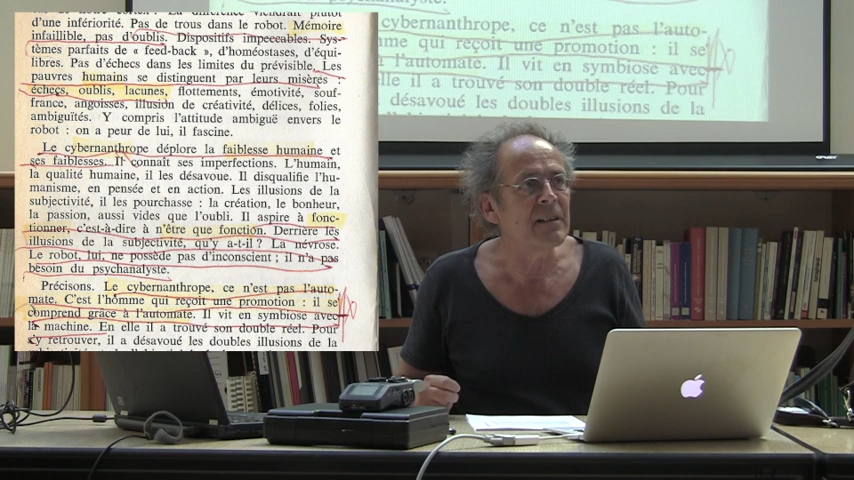 d'une infériorité. Pas de trous dans le robot. Mémoire
infaillible, pas d'oublis. Dispositifs impeccables. Sys-
tèmes parfaits de « feed-back », d'homéostases, d'équi-
libres. Pas d'échecs dans les limites du prévisible. Les
pauvres humains se distinguent par leurs misères :
échecs, oublis, lacunes, flottements, émotivité, souf-
france, angoisses, illusion de créativité, délices, folies,
ambiguïtés. Y compris l'attitude ambiguë envers le
robot : on a peur de lui, il fascine.
Le cybernanthrope déplore la faiblesse humaine et
ses faiblesses. Il connaît ses imperfections. L'humain,
la qualité humaine, il les désavoue. Il disqualifie l'hu-
manisme, en pensée et en action. Les illusions de la
subjectivité, il les pourchasse : la création, le bonheur,
la passion, aussi vides que l'oubli. Il aspire à fonc-
tionner, c'est-à-dire à n'être que fonction. Derrière les
illusions de la subjectivité, qu'y a-t-il ? La névrose.
Le robot, lui, ne possède pas d'inconscient ; il n'a pas
besoin du psychanalyste.
Précisons. Le cybernanthrope, ce n'est pas l'auto-
mate. C'est l'homme qui reçoit une promotion : il se
comprend grâce à l'automate. Il vit en symbiose avec
la machine. En elle il a trouvé son double réel. Pour
s'y retrouver, il a désavoué les doubles illusions de la
cybernanthrope, ce n'est pas l'auto-
mme qui reçoit une promotion : il se
à l'automate. Il vit en symbiose avec
elle il a trouvé son double réel. Pour
désavoué les doubles illusions de la